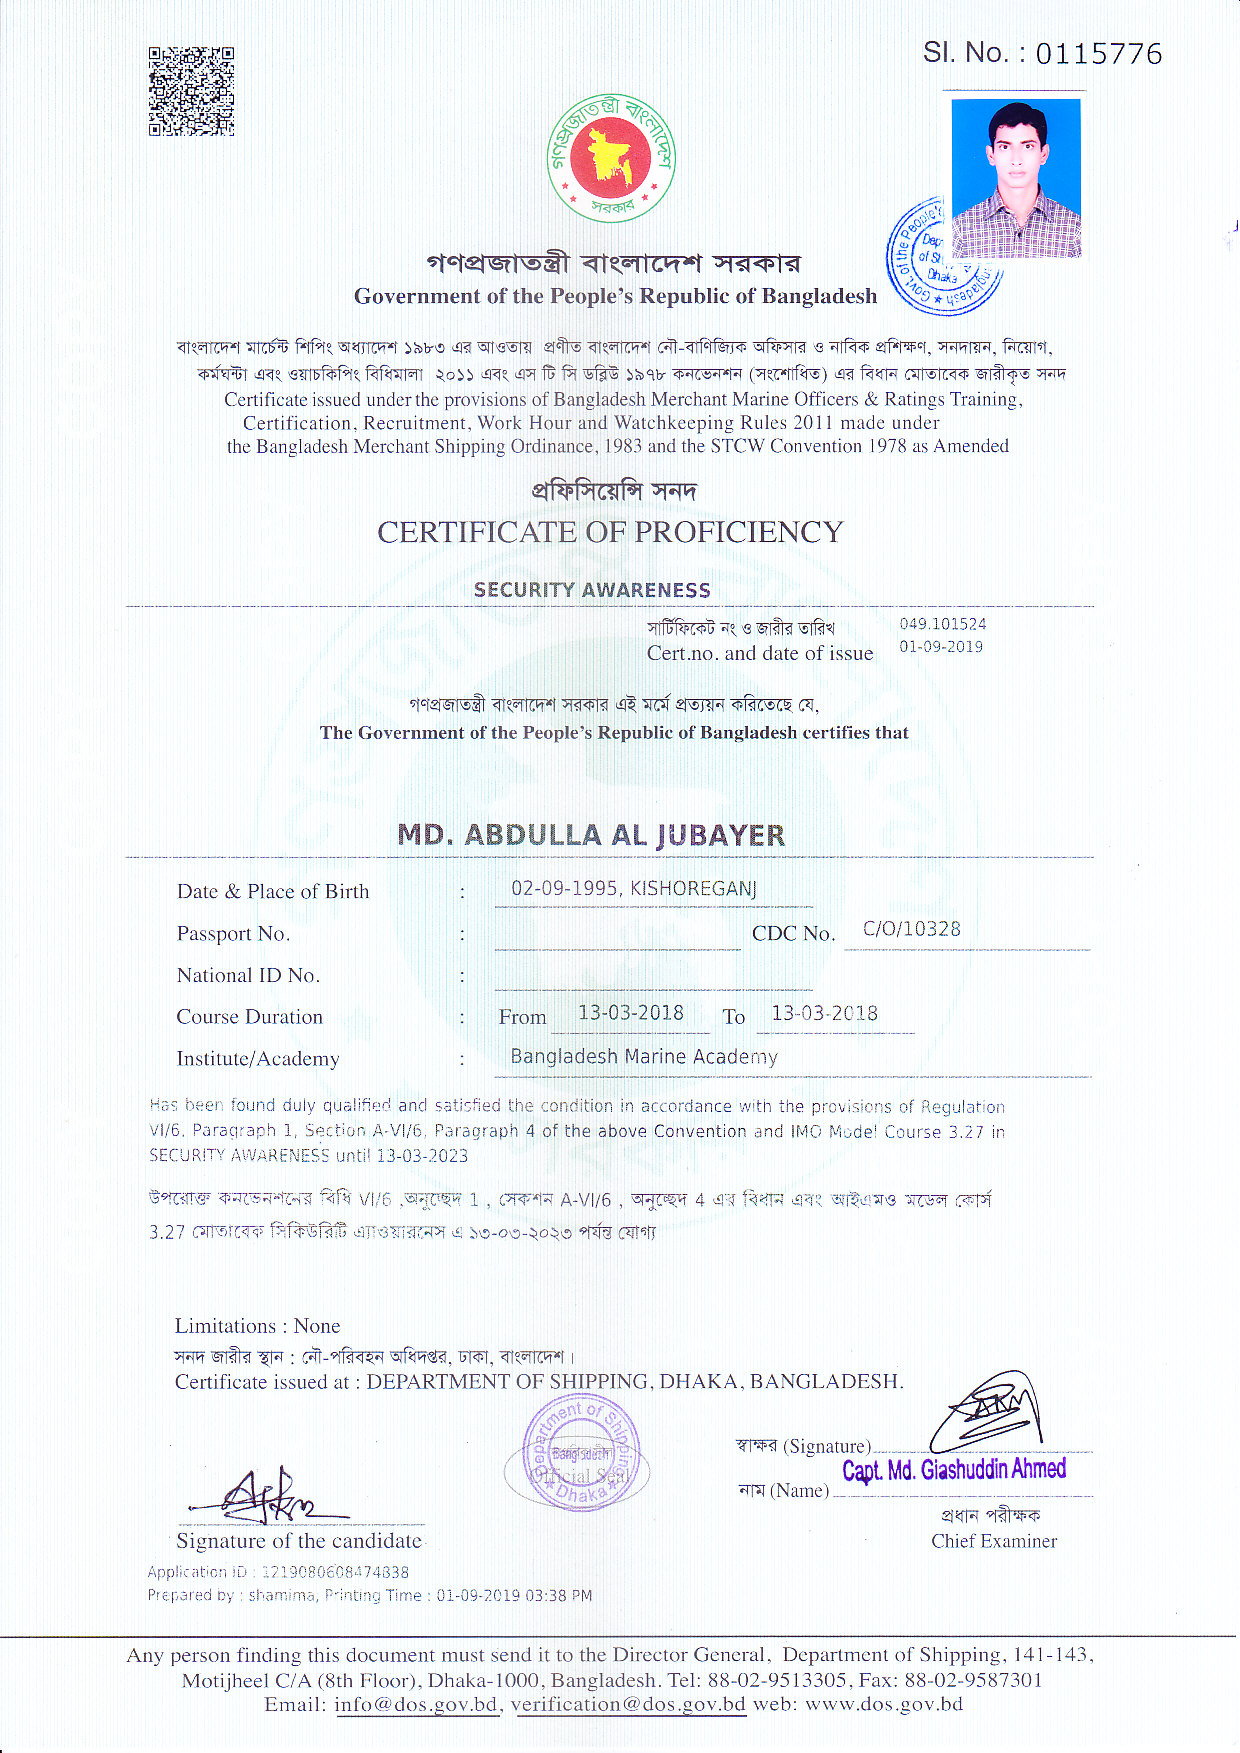 Sl. No. : 0115776
গণপ্রজাতন্ত্রী বাংলাদেশ
সরকার
গণপ্রজাতন্ত্রী বাংলাদেশ সরকার
Government of the People's Republic of Bangladesh
Govt. of the People's
Dep
of Sh
Dhaka
বাংলাদেশ মার্চেন্ট শিপিং অধ্যাদেশ ১৯৮৩ এর আওতায় প্রণীত বাংলাদেশ নৌ-বাণিজ্যিক অফিসার ও নাবিক প্রশিক্ষণ, সনদায়ন, নিয়োগ,
কর্মঘন্টা এবং ওয়াচকিপিং বিধিমালা ২০১১ এবং এস টি সি ডব্লিউ ১৯৭৮ কনভেনশন (সংশোধিত) এর বিধান মোতাবেক জারীকৃত সনদ
Certificate issued under the provisions of Bangladesh Merchant Marine Officers & Ratings Training,
Certification, Recruitment, Work Hour and Watchkeeping Rules 2011 made under
the Bangladesh Merchant Shipping Ordinance, 1983 and the STCW Convention 1978 as Amended
প্রফিসিয়েন্সি সনদ
CERTIFICATE OF PROFICIENCY
SECURITY AWARENESS
সার্টিফিকেট নং ও জারীর তারিখ 049.101524
Cert.no. and date of issue 01-09-2019
গণপ্রজাতন্ত্রী বাংলাদেশ সরকার এই মর্মে প্রত্যয়ন করিতেছে যে,
The Government of the People's Republic of Bangladesh certifies that
MD. ABDULLA AL JUBAYER
Date & Place of Birth : 02-09-1995, KISHOREGANJ
Passport No. : CDC No. C/O/10328
National ID No. :
Course Duration : From 13-03-2018 To 13-03-2018
Institute/Academy : Bangladesh Marine Academy
Has been found duly qualified and satisfied the condition in accordance with the provisions of Regulation
VI/6, Paragraph 1, Section A-VI/6, Paragraph 4 of the above Convention and IMO Model Course 3.27 in
SECURITY AWARENESS until 13-03-2023
উপরোক্ত কনভেনশনের বিধি VI/6 ,অনুচ্ছেদ 1 , সেকশন A-VI/6 , অনুচ্ছেদ 4 এর বিধান এবং আইএমও মডেল কোর্স
3.27 মোতাবেক সিকিউরিটি এ্যাওয়ারনেস এ ১৩-০৩-২০২৩ পর্যন্ত যোগ্য
Limitations : None
সনদ জারীর স্থান : নৌ-পরিবহন অধিদপ্তর, ঢাকা, বাংলাদেশ।
Certificate issued at : DEPARTMENT OF SHIPPING, DHAKA, BANGLADESH.
Department of Shipping
Bangladesh
Official Seal
Dhaka
স্বাক্ষর (Signature)
Capt. Md. Giashuddin Ahmed
নাম (Name)
প্রধান পরীক্ষক
Chief Examiner
Signature of the candidate
Application ID : 1219080608474838
Prepared by : shamima, Printing Time : 01-09-2019 03:38 PM
Any person finding this document must send it to the Director General, Department of Shipping, 141-143,
Motijheel C/A (8th Floor), Dhaka-1000, Bangladesh. Tel: 88-02-9513305, Fax: 88-02-9587301
Email: info@dos.gov.bd, verification@dos.gov.bd web: www.dos.gov.bd